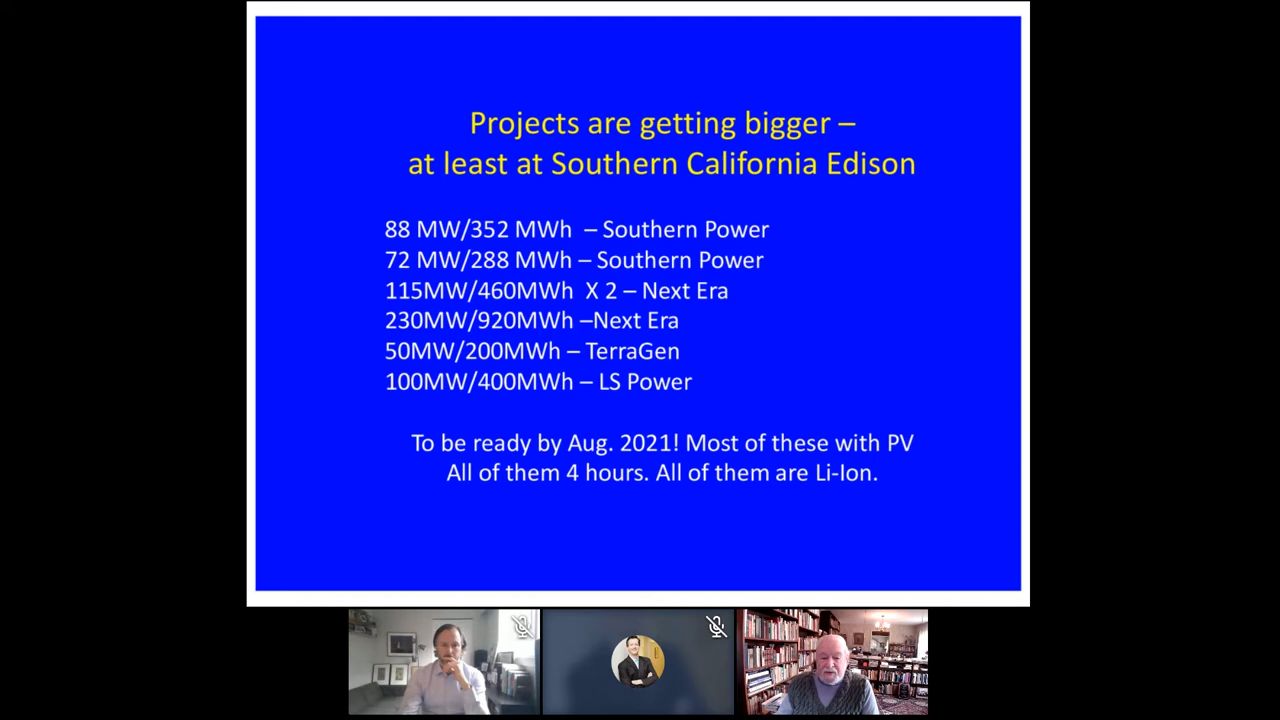 Projects are getting bigger –
at least at Southern California Edison
88 MW/352 MWh  – Southern Power
72 MW/288 MWh – Southern Power
115MW/460MWh  X 2 – Next Era
230MW/920MWh –Next Era
50MW/200MWh – TerraGen
100MW/400MWh – LS Power
To be ready by Aug. 2021! Most of these with PV
All of them 4 hours. All of them are Li-Ion.